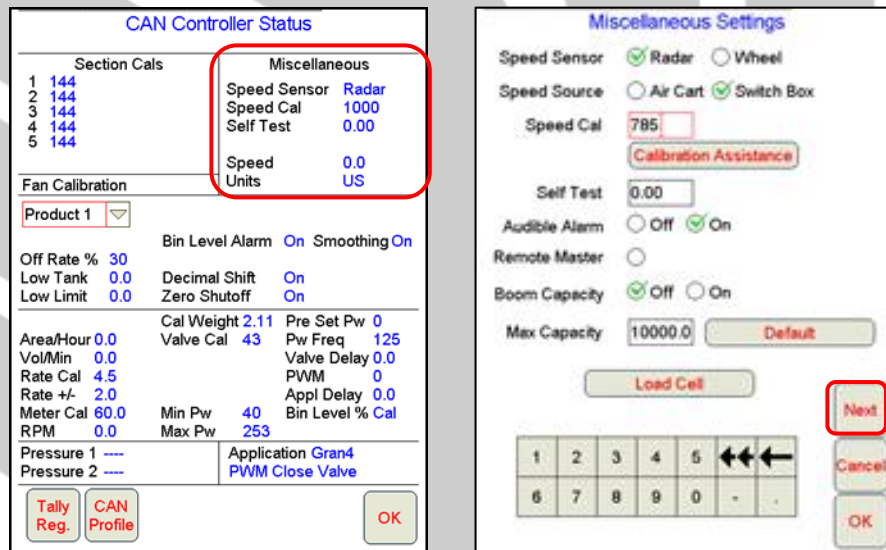 CAN Controller Status
Section Cals
1 144
2 144
3 144
4 144
5 144
Miscellaneous
Speed Sensor Radar
Speed Cal 1000
Self Test 0.00
Speed 0.0
Units US
Fan Calibration
Product 1
Bin Level Alarm On Smoothing On
Off Rate % 30
Low Tank 0.0 Decimal Shift On
Low Limit 0.0 Zero Shutoff On
Cal Weight 2.11 Pre Set Pw 0
Area/Hour 0.0 Valve Cal 43 Pw Freq 125
Vol/Min 0.0 Valve Delay 0.0
Rate Cal 4.5 PWM 0
Rate +/- 2.0 Appl Delay 0.0
Meter Cal 60.0 Min Pw 40 Bin Level % Cal
RPM 0.0 Max Pw 253
Pressure 1 ---- Application Gran4
Pressure 2 ---- PWM Close Valve
Tally Reg.
CAN Profile
OK
Miscellaneous Settings
Speed Sensor Radar Wheel
Speed Source Air Cart Switch Box
Speed Cal 785
Calibration Assistance
Self Test 0.00
Audible Alarm Off On
Remote Master
Boom Capacity Off On
Max Capacity 10000.0 Default
Load Cell
Next
1 2 3 4 5
Cancel
6 7 8 9 0 - .
OK